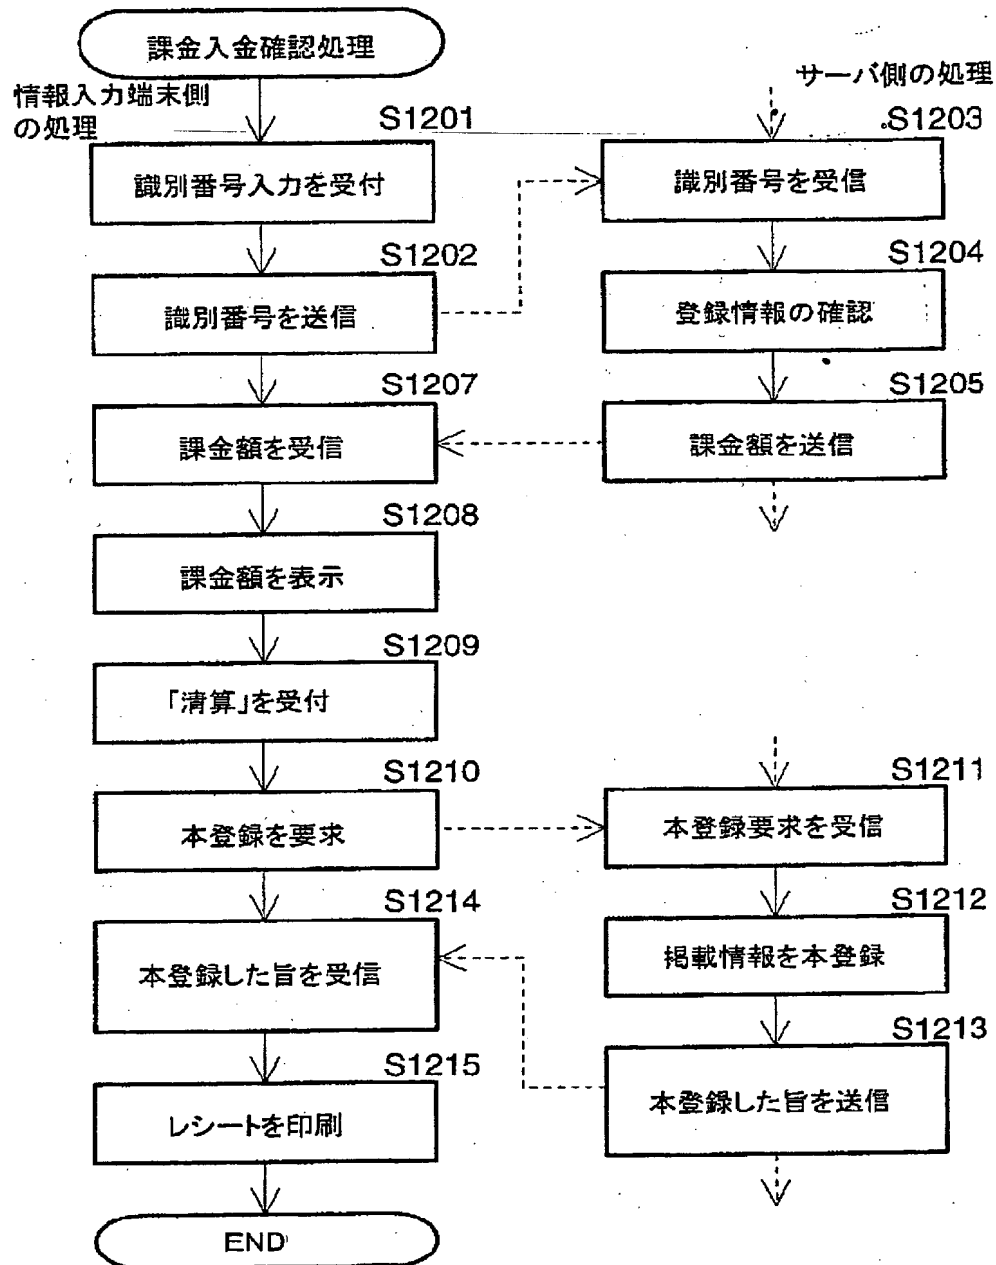 課金入金確認処理
情報入力端末側
の処理
サーバ側の処理
S1201
識別番号入力を受付
S1203
識別番号を受信
S1202
識別番号を送信
S1204
登録情報の確認
S1207
課金額を受信
S1205
課金額を送信
S1208
課金額を表示
S1209
「清算」を受付
S1210
本登録を要求
S1211
本登録要求を受信
S1214
本登録した旨を受信
S1212
掲載情報を本登録
S1213
本登録した旨を送信
S1215
レシートを印刷
END